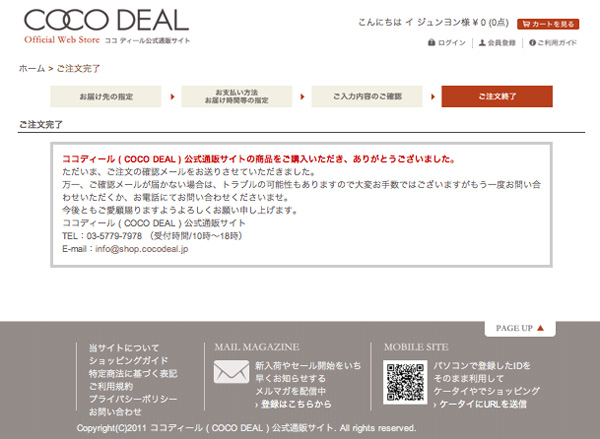 COCO DEAL
Official Web Store ココ ディール公式通販サイト
こんにちは イ ジュンヨン様 ¥ 0 (0点) カートを見る
ログイン 会員登録 ご利用ガイド
ホーム > ご注文完了
お届け先の指定
お支払い方法
お届け時間等の指定
ご入力内容のご確認
ご注文終了
ご注文完了
ココディール ( COCO DEAL ) 公式通販サイトの商品をご購入いただき、ありがとうございました。
ただいま、ご注文の確認メールをお送りさせていただきました。
万一、ご確認メールが届かない場合は、トラブルの可能性もありますので大変お手数ではございますがもう一度お問い合
わせいただくか、お電話にてお問い合わせくださいませ。
今後ともご愛顧賜りますようよろしくお願い申し上げます。
ココディール ( COCO DEAL ) 公式通販サイト
TEL : 03-5779-7978 （受付時間/10時〜18時）
E-mail : info@shop.cocodeal.jp
PAGE UP
当サイトについて
ショッピングガイド
特定商法に基づく表記
ご利用規約
プライバシーポリシー
お問い合わせ
MAIL MAGAZINE
新入荷やセール開始をいち
早くお知らせする
メルマガを配信中
› 登録はこちらから
MOBILE SITE
パソコンで登録したIDを
そのまま利用して
ケータイでショッピング
› ケータイにURLを送信
Copyright(C)2011 ココディール ( COCO DEAL ) 公式通販サイト. All rights reserved.